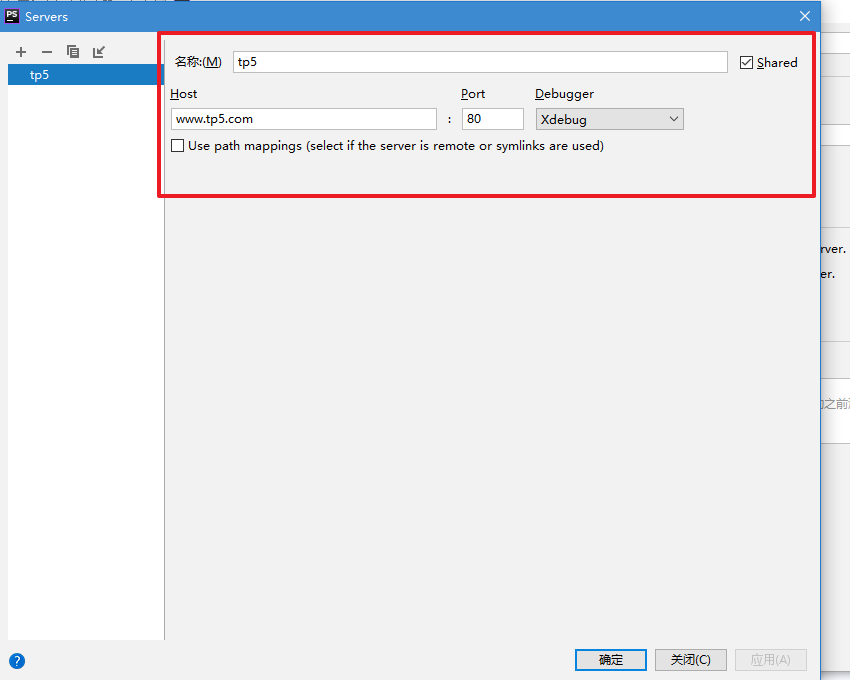 PS Servers
tp5
名称:(M) tp5 Shared
Host Port Debugger
www.tp5.com : 80 Xdebug
Use path mappings (select if the server is remote or symlinks are used)
rver.
er.
之前
?
确定 关闭(C) 应用(A)